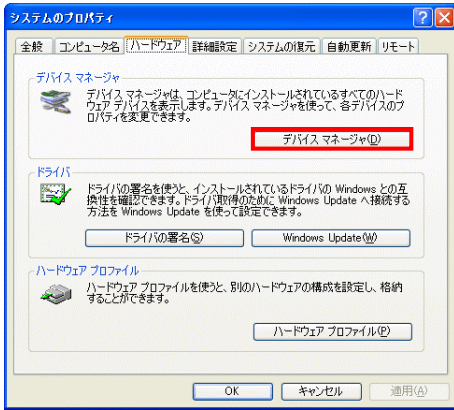 システムのプロパティ
全般 コンピュータ名 ハードウェア 詳細設定 システムの復元 自動更新 リモート
デバイス マネージャ
デバイス マネージャは、コンピュータにインストールされているすべてのハード
ウェア デバイスを表示します。デバイス マネージャを使って、各デバイスのプ
ロパティを変更できます。
デバイス マネージャ(D)
ドライバ
ドライバの署名を使うと、インストールされているドライバの Windows との互
換性を確認できます。ドライバ取得のために Windows Update へ接続する
方法を Windows Update を使って設定できます。
ドライバの署名(S) Windows Update(W)
ハードウェア プロファイル
ハードウェア プロファイルを使うと、別のハードウェアの構成を設定し、格納
することができます。
ハードウェア プロファイル(P)
OK キャンセル 適用(A)